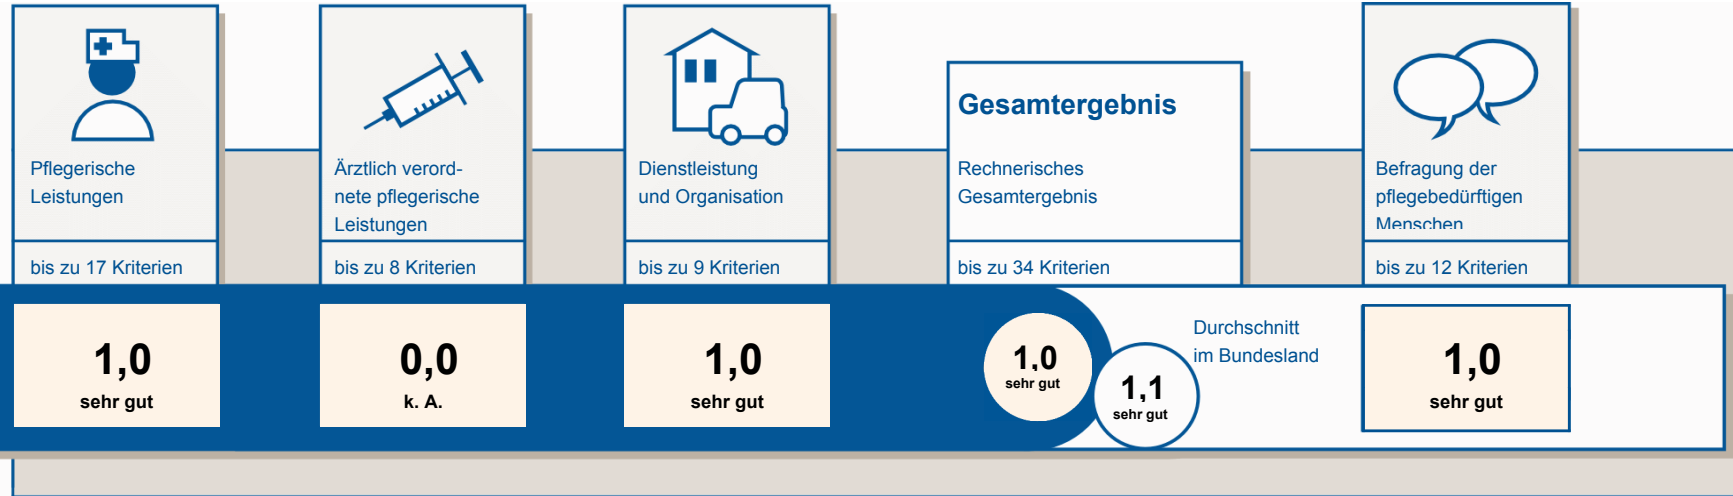 Pflegerische
Leistungen
bis zu 17 Kriterien
1,0
sehr gut
Ärztlich verord-
nete pflegerische
Leistungen
bis zu 8 Kriterien
0,0
k. A.
Dienstleistung
und Organisation
bis zu 9 Kriterien
1,0
sehr gut
Gesamtergebnis
Rechnerisches
Gesamtergebnis
bis zu 34 Kriterien
1,0
sehr gut
1,1
sehr gut
Durchschnitt
im Bundesland
Befragung der
pflegebedürftigen
Menschen
bis zu 12 Kriterien
1,0
sehr gut